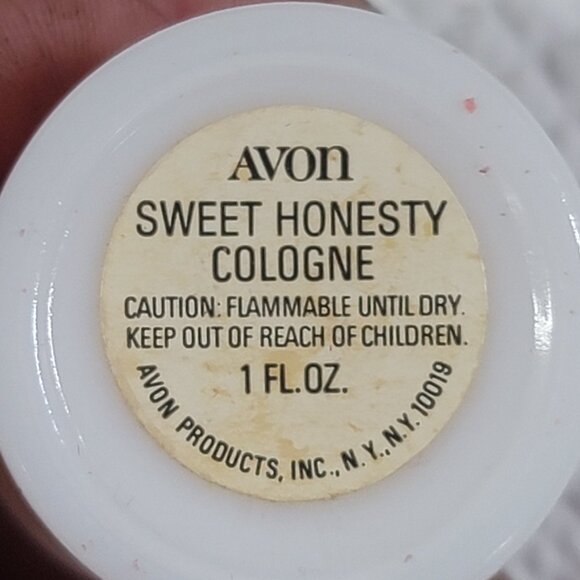 AVON
SWEET HONESTY
COLOGNE
CAUTION: FLAMMABLE UNTIL DRY.
KEEP OUT OF REACH OF CHILDREN.
1 FL.OZ.
AVON PRODUCTS, INC., N.Y., N.Y. 10019